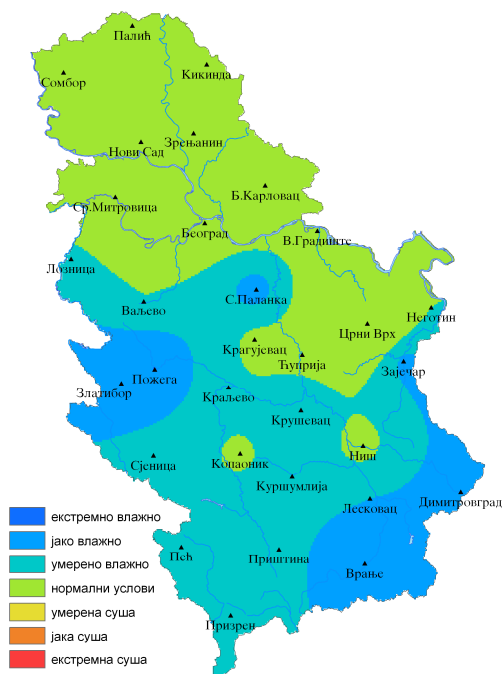 Палић
Кикинда
Сомбор
Зрењанин
Нови Сад
Б.Карловац
Ср.Митровица
Београд
В.Градиште
Лозница
С.Паланка
Ваљево
Неготин
Црни Врх
Крагујевац
Ћуприја
Зајечар
Пожега
Златибор
Краљево
Крушевац
Ниш
Сјеница
Копаоник
Куршумлија
Лесковац
Димитровград
Пећ
Приштина
Врање
Призрен
екстремно влажно
јако влажно
умерено влажно
нормални услови
умерена суша
јака суша
екстремна суша